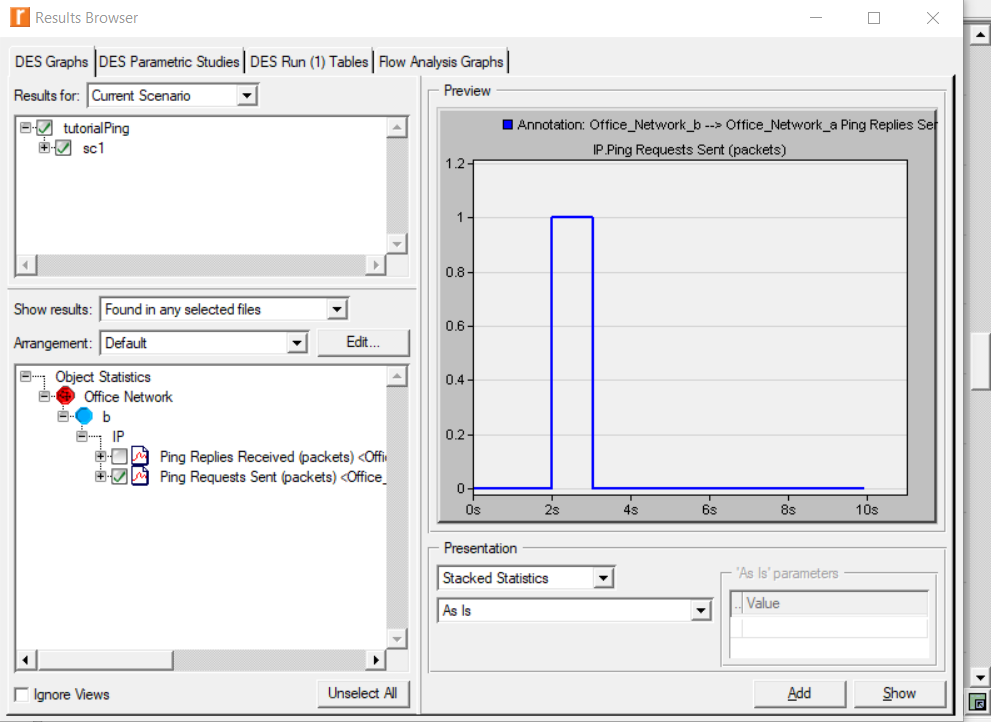 Results Browser
DES Graphs DES Parametric Studies DES Run (1) Tables Flow Analysis Graphs
Results for: Current Scenario
tutorialPing
sc1
Show results: Found in any selected files
Arrangement: Default Edit...
Object Statistics
Office Network
b
IP
Ping Replies Received (packets) <Offi
Ping Requests Sent (packets) <Office_
Ignore Views Unselect All
Preview
Annotation: Office_Network_b --> Office_Network_a Ping Replies Ser
IP.Ping Requests Sent (packets)
1.2
1
0.8
0.6
0.4
0.2
0
0s 2s 4s 6s 8s 10s
Presentation
Stacked Statistics
As Is
'As Is' parameters
.. Value
Add Show